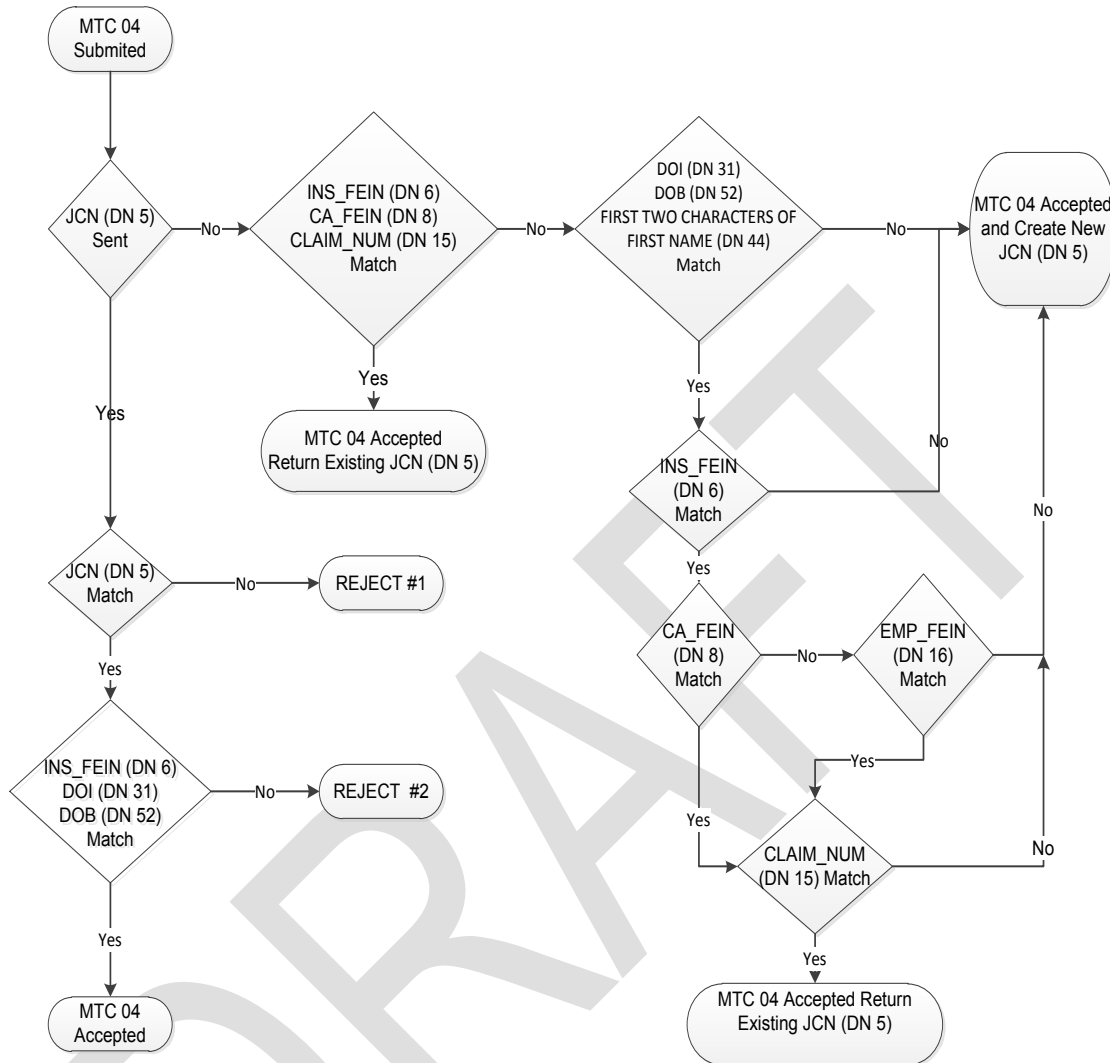 MTC 04
Submited
JCN (DN 5)
Sent
No
INS_FEIN (DN 6)
CA_FEIN (DN 8)
CLAIM_NUM (DN 15)
Match
No
DOI (DN 31)
DOB (DN 52)
FIRST TWO CHARACTERS OF
FIRST NAME (DN 44)
Match
No
MTC 04 Accepted
and Create New
JCN (DN 5)
Yes
MTC 04 Accepted
Return Existing JCN (DN 5)
Yes
INS_FEIN
(DN 6)
Match
No
Yes
CA_FEIN
(DN 8)
Match
No
EMP_FEIN
(DN 16)
Match
No
Yes
Yes
CLAIM_NUM
(DN 15) Match
No
Yes
MTC 04 Accepted Return
Existing JCN (DN 5)
Yes
JCN (DN 5)
Match
No
REJECT #1
Yes
INS_FEIN (DN 6)
DOI (DN 31)
DOB (DN 52)
Match
No
REJECT #2
Yes
MTC 04
Accepted
DRAFT